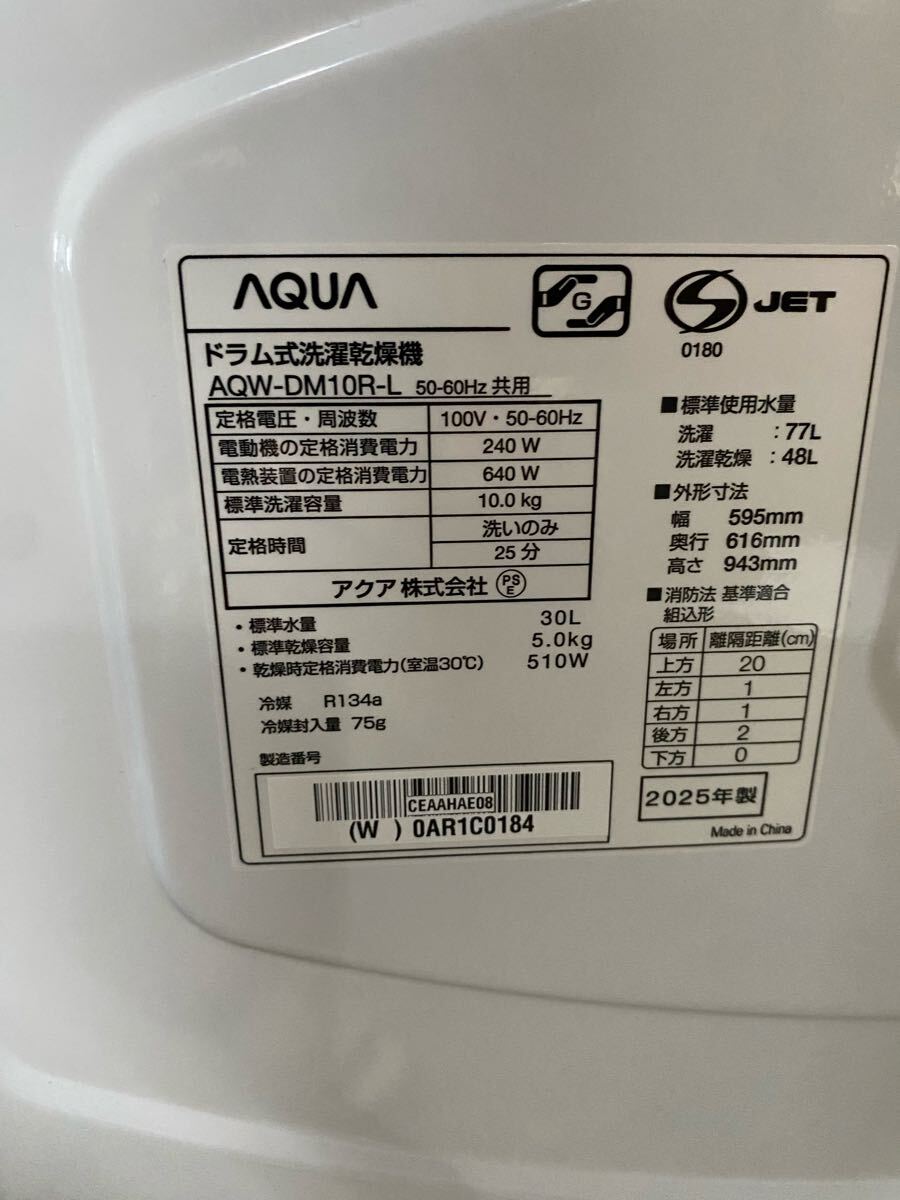 AQUA
G
S JET
0180
ドラム式洗濯乾燥機
AQW-DM10R-L 50-60Hz 共用
定格電圧・周波数 100V・50-60Hz
電動機の定格消費電力 240 W
電熱装置の定格消費電力 640 W
標準洗濯容量 10.0 kg
定格時間 洗いのみ
25 分
アクア 株式会社 PSE
・標準水量 30L
・標準乾燥容量 5.0kg
・乾燥時定格消費電力(室温30℃) 510W
冷媒 R134a
冷媒封入量 75g
製造番号
CEAAHAE08
(W ) 0AR1C0184
■標準使用水量
洗濯 :77L
洗濯乾燥 :48L
■外形寸法
幅 595mm
奥行 616mm
高さ 943mm
■消防法 基準適合
組込形
場所 離隔距離(cm)
上方 20
左方 1
右方 1
後方 2
下方 0
2025年製
Made in China